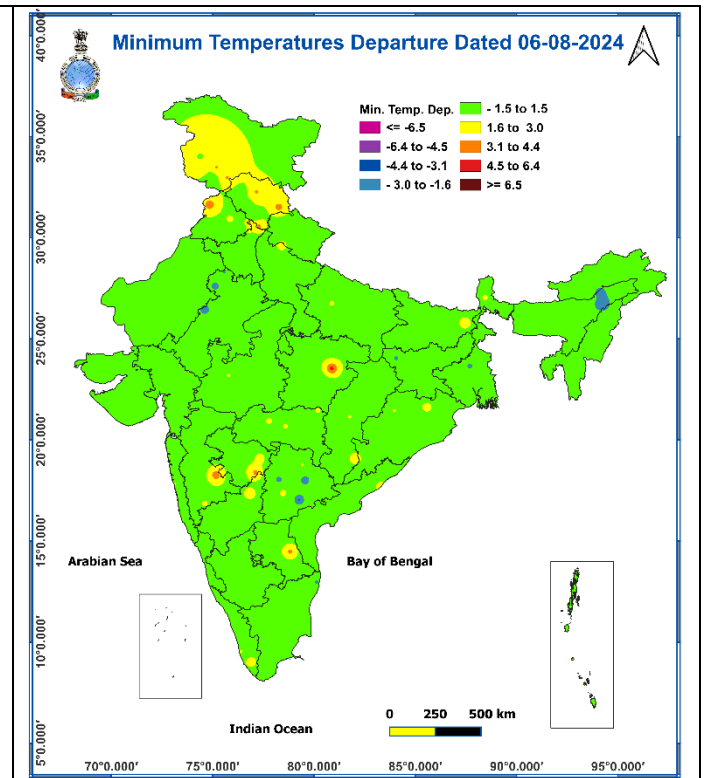 Minimum Temperatures Departure Dated 06-08-2024
Min. Temp. Dep.
<= -6.5
-6.4 to -4.5
-4.4 to -3.1
- 3.0 to -1.6
- 1.5 to 1.5
1.6 to 3.0
3.1 to 4.4
4.5 to 6.4
>= 6.5
40°0.000'
35°0.000'
30°0.000'
25°0.000'
20°0.000'
15°0.000'
10°0.000'
5°0.000'
Arabian Sea
Bay of Bengal
Indian Ocean
0 250 500 km
70°0.000' 75°0.000' 80°0.000' 85°0.000' 90°0.000' 95°0.000'